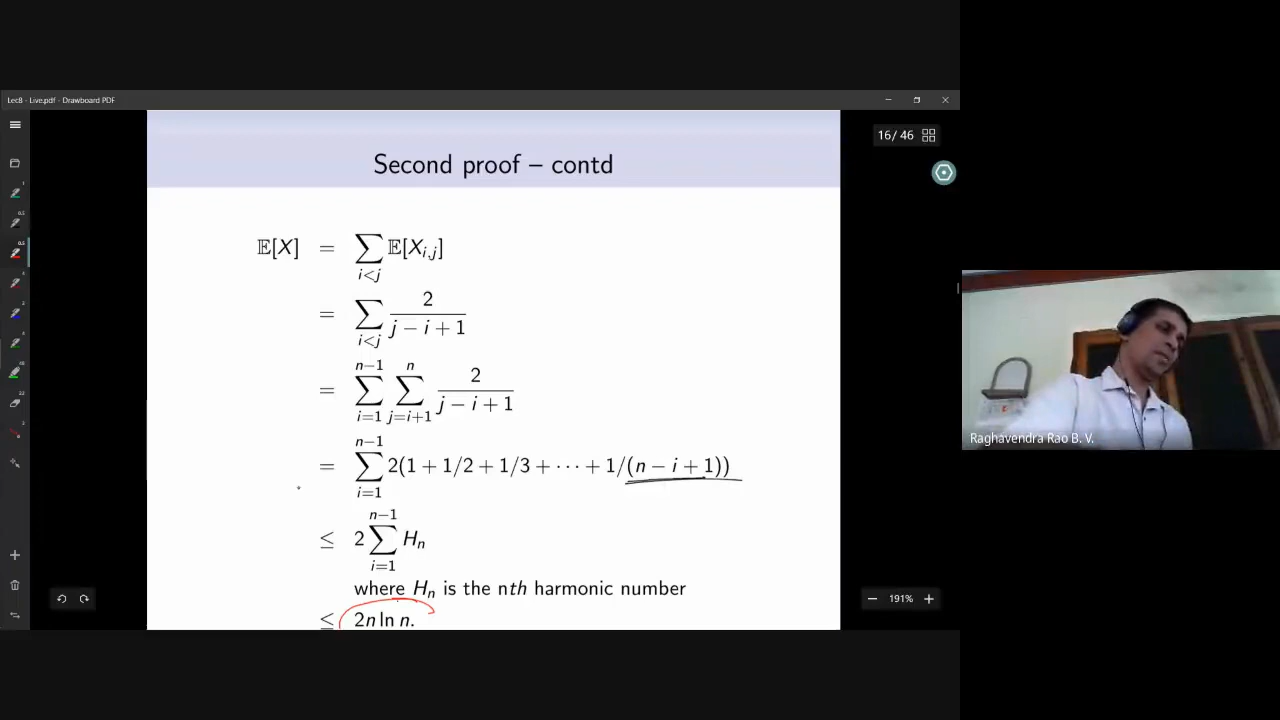 Lec8 - Live.pdf - Drawboard PDF
16 / 46
Second proof – contd
𝔼[X] = ∑_{i<j} 𝔼[X_{i,j}]
= ∑_{i<j} 2/(j − i + 1)
= ∑_{i=1}^{n−1} ∑_{j=i+1}^{n} 2/(j − i + 1)
= ∑_{i=1}^{n−1} 2(1 + 1/2 + 1/3 + ⋯ + 1/(n − i + 1))
≤ 2 ∑_{i=1}^{n−1} H_n
where H_n is the nth harmonic number
≤ 2n ln n.
191%
Raghavendra Rao B. V.